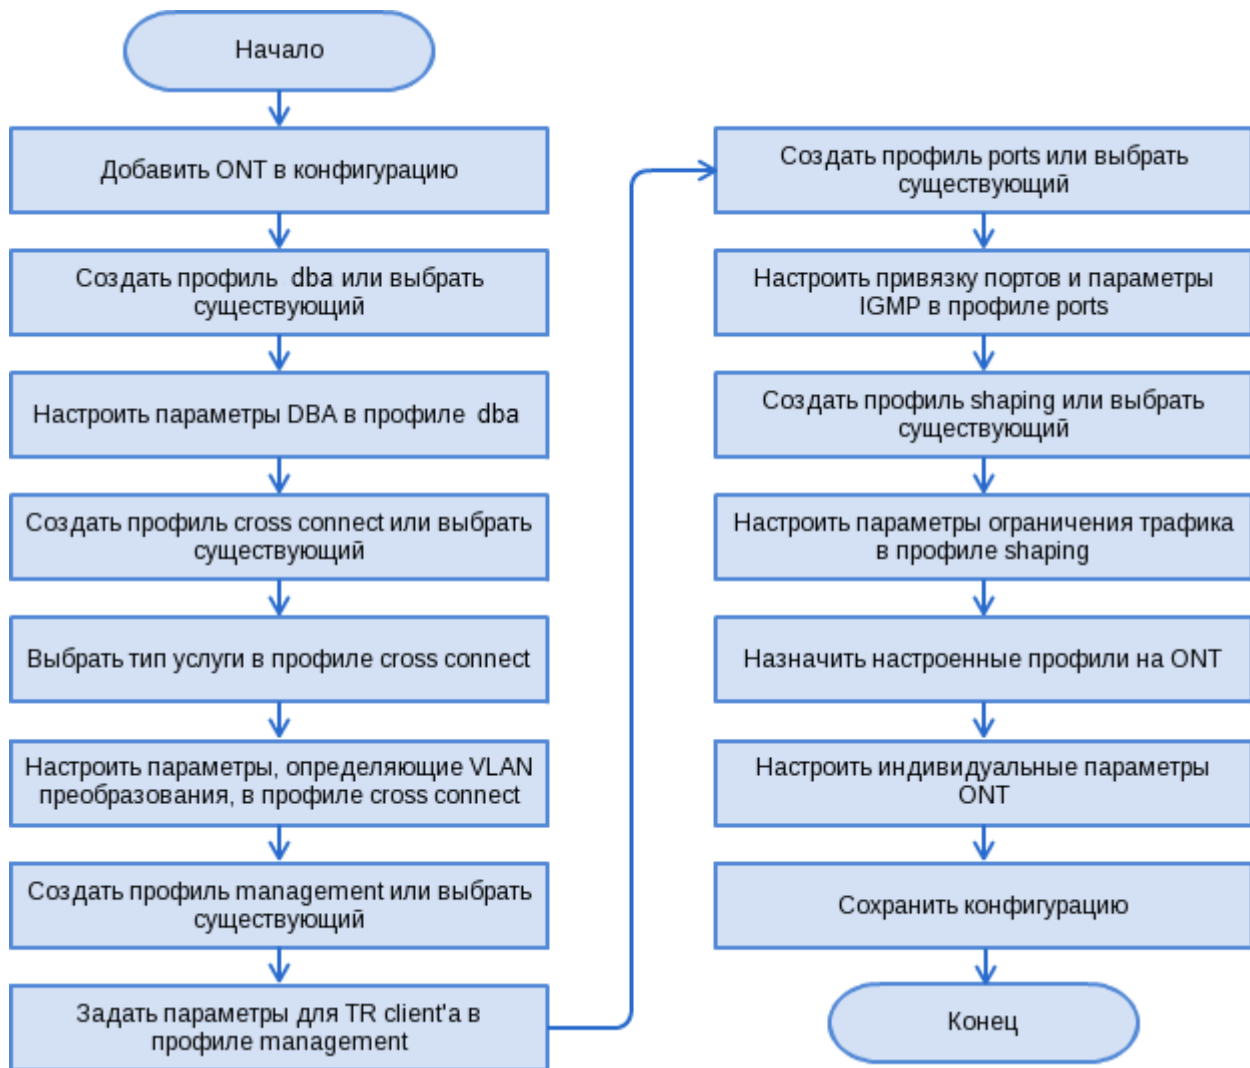 Начало
Добавить ONT в конфигурацию
Создать профиль dba или выбрать
существующий
Настроить параметры DBA в профиле dba
Создать профиль cross connect или выбрать
существующий
Выбрать тип услуги в профиле cross connect
Настроить параметры, определяющие VLAN
преобразования, в профиле cross connect
Создать профиль management или выбрать
существующий
Задать параметры для TR client'а в
профиле management
Создать профиль ports или выбрать
существующий
Настроить привязку портов и параметры
IGMP в профиле ports
Создать профиль shaping или выбрать
существующий
Настроить параметры ограничения трафика
в профиле shaping
Назначить настроенные профили на ONT
Настроить индивидуальные параметры
ONT
Сохранить конфигурацию
Конец